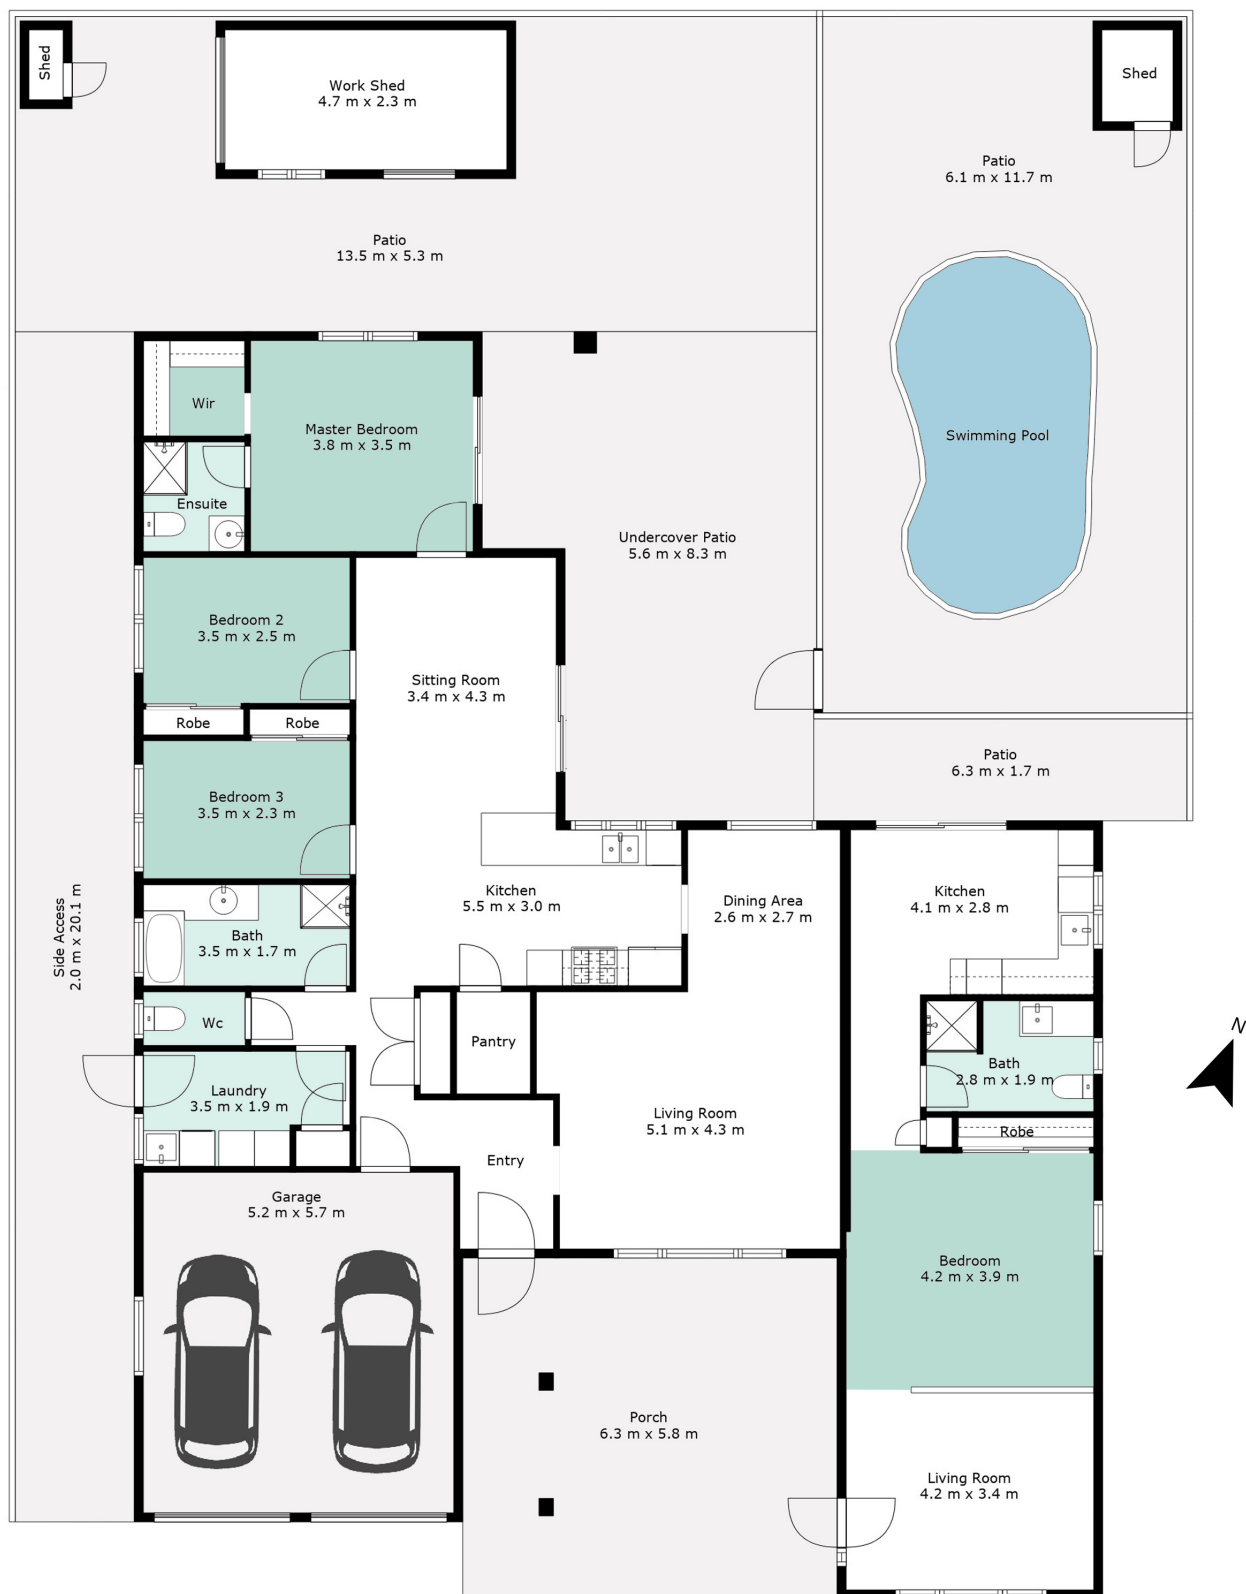 Shed
Work Shed
4.7 m x 2.3 m
Shed
Patio
6.1 m x 11.7 m
Patio
13.5 m x 5.3 m
Wir
Master Bedroom
3.8 m x 3.5 m
Swimming Pool
Ensuite
Undercover Patio
5.6 m x 8.3 m
Bedroom 2
3.5 m x 2.5 m
Sitting Room
3.4 m x 4.3 m
Robe
Robe
Patio
6.3 m x 1.7 m
Bedroom 3
3.5 m x 2.3 m
Kitchen
5.5 m x 3.0 m
Dining Area
2.6 m x 2.7 m
Kitchen
4.1 m x 2.8 m
Side Access
2.0 m x 20.1 m
Bath
3.5 m x 1.7 m
Wc
Pantry
N
Bath
2.8 m x 1.9 m
Laundry
3.5 m x 1.9 m
Living Room
5.1 m x 4.3 m
Robe
Entry
Garage
5.2 m x 5.7 m
Bedroom
4.2 m x 3.9 m
Porch
6.3 m x 5.8 m
Living Room
4.2 m x 3.4 m